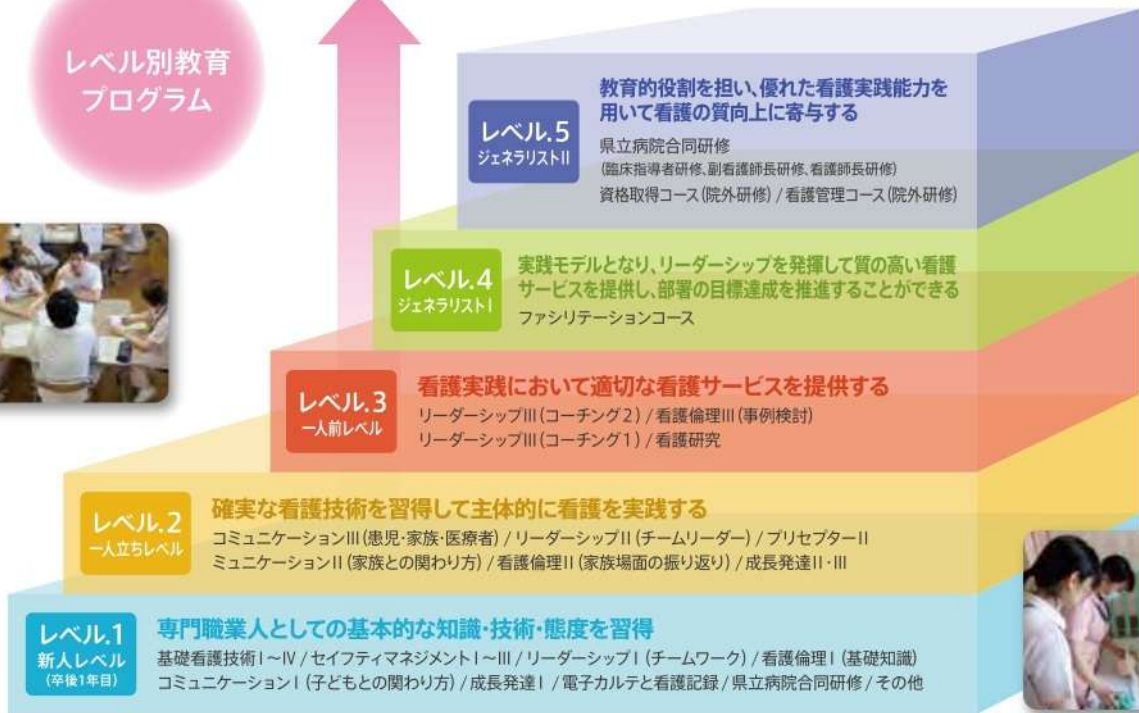 レベル別教育
プログラム
レベル.5
ジェネラリストII
教育的役割を担い、優れた看護実践能力を
用いて看護の質向上に寄与する
県立病院合同研修
(臨床指導者研修、副看護師長研修、看護師長研修)
資格取得コース(院外研修) / 看護管理コース(院外研修)
レベル.4
ジェネラリストI
実践モデルとなり、リーダーシップを発揮して質の高い看護
サービスを提供し、部署の目標達成を推進することができる
ファシリテーションコース
レベル.3
一人前レベル
看護実践において適切な看護サービスを提供する
リーダーシップIII(コーチング2) / 看護倫理III(事例検討)
リーダーシップIII(コーチング1) / 看護研究
レベル.2
一人立ちレベル
確実な看護技術を習得して主体的に看護を実践する
コミュニケーションIII(患児・家族・医療者) / リーダーシップII(チームリーダー) / プリセプターII
ミュニケーションII(家族との関わり方) / 看護倫理II(家族場面の振り返り) / 成長発達II・III
レベル.1
新人レベル
(卒後1年目)
専門職業人としての基本的な知識・技術・態度を習得
基礎看護技術I～IV / セイフティマネジメントI～III / リーダーシップI(チームワーク) / 看護倫理I(基礎知識)
コミュニケーションI(子どもとの関わり方) / 成長発達I / 電子カルテと看護記録 / 県立病院合同研修 / その他